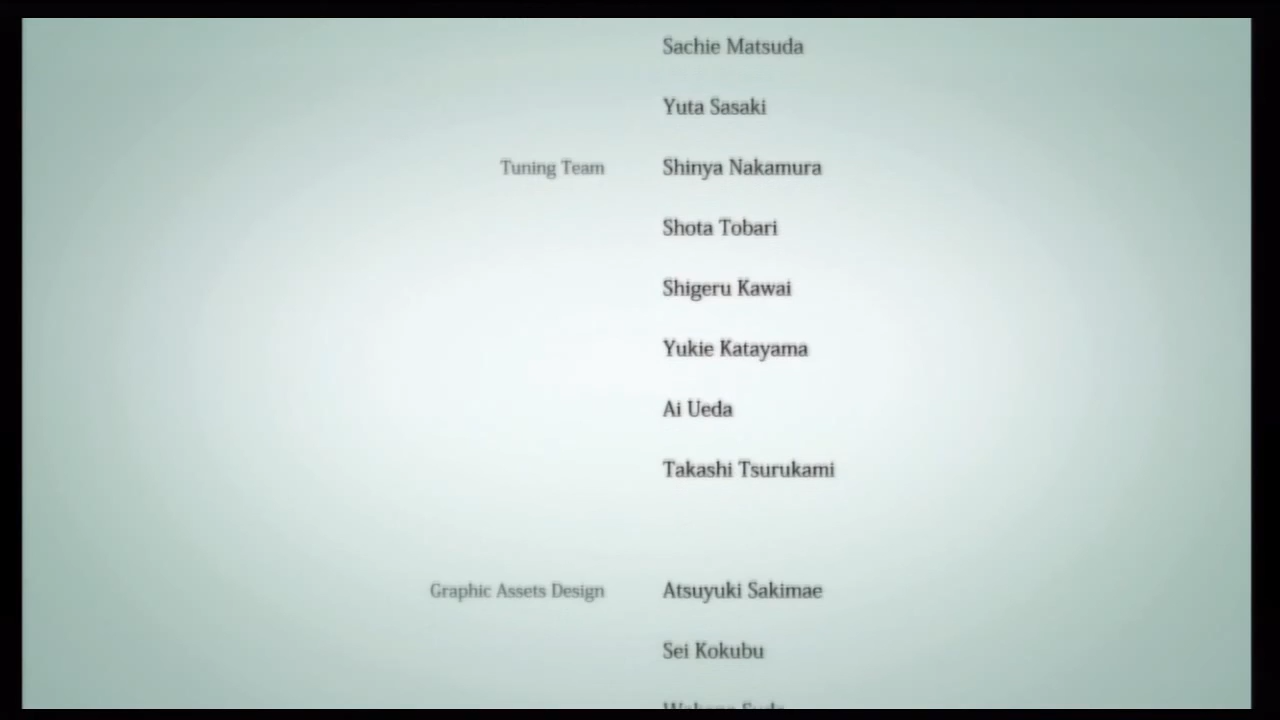 Sachie Matsuda
Yuta Sasaki
Tuning Team Shinya Nakamura
Shota Tobari
Shigeru Kawai
Yukie Katayama
Ai Ueda
Takashi Tsurukami
Graphic Assets Design Atsuyuki Sakimae
Sei Kokubu